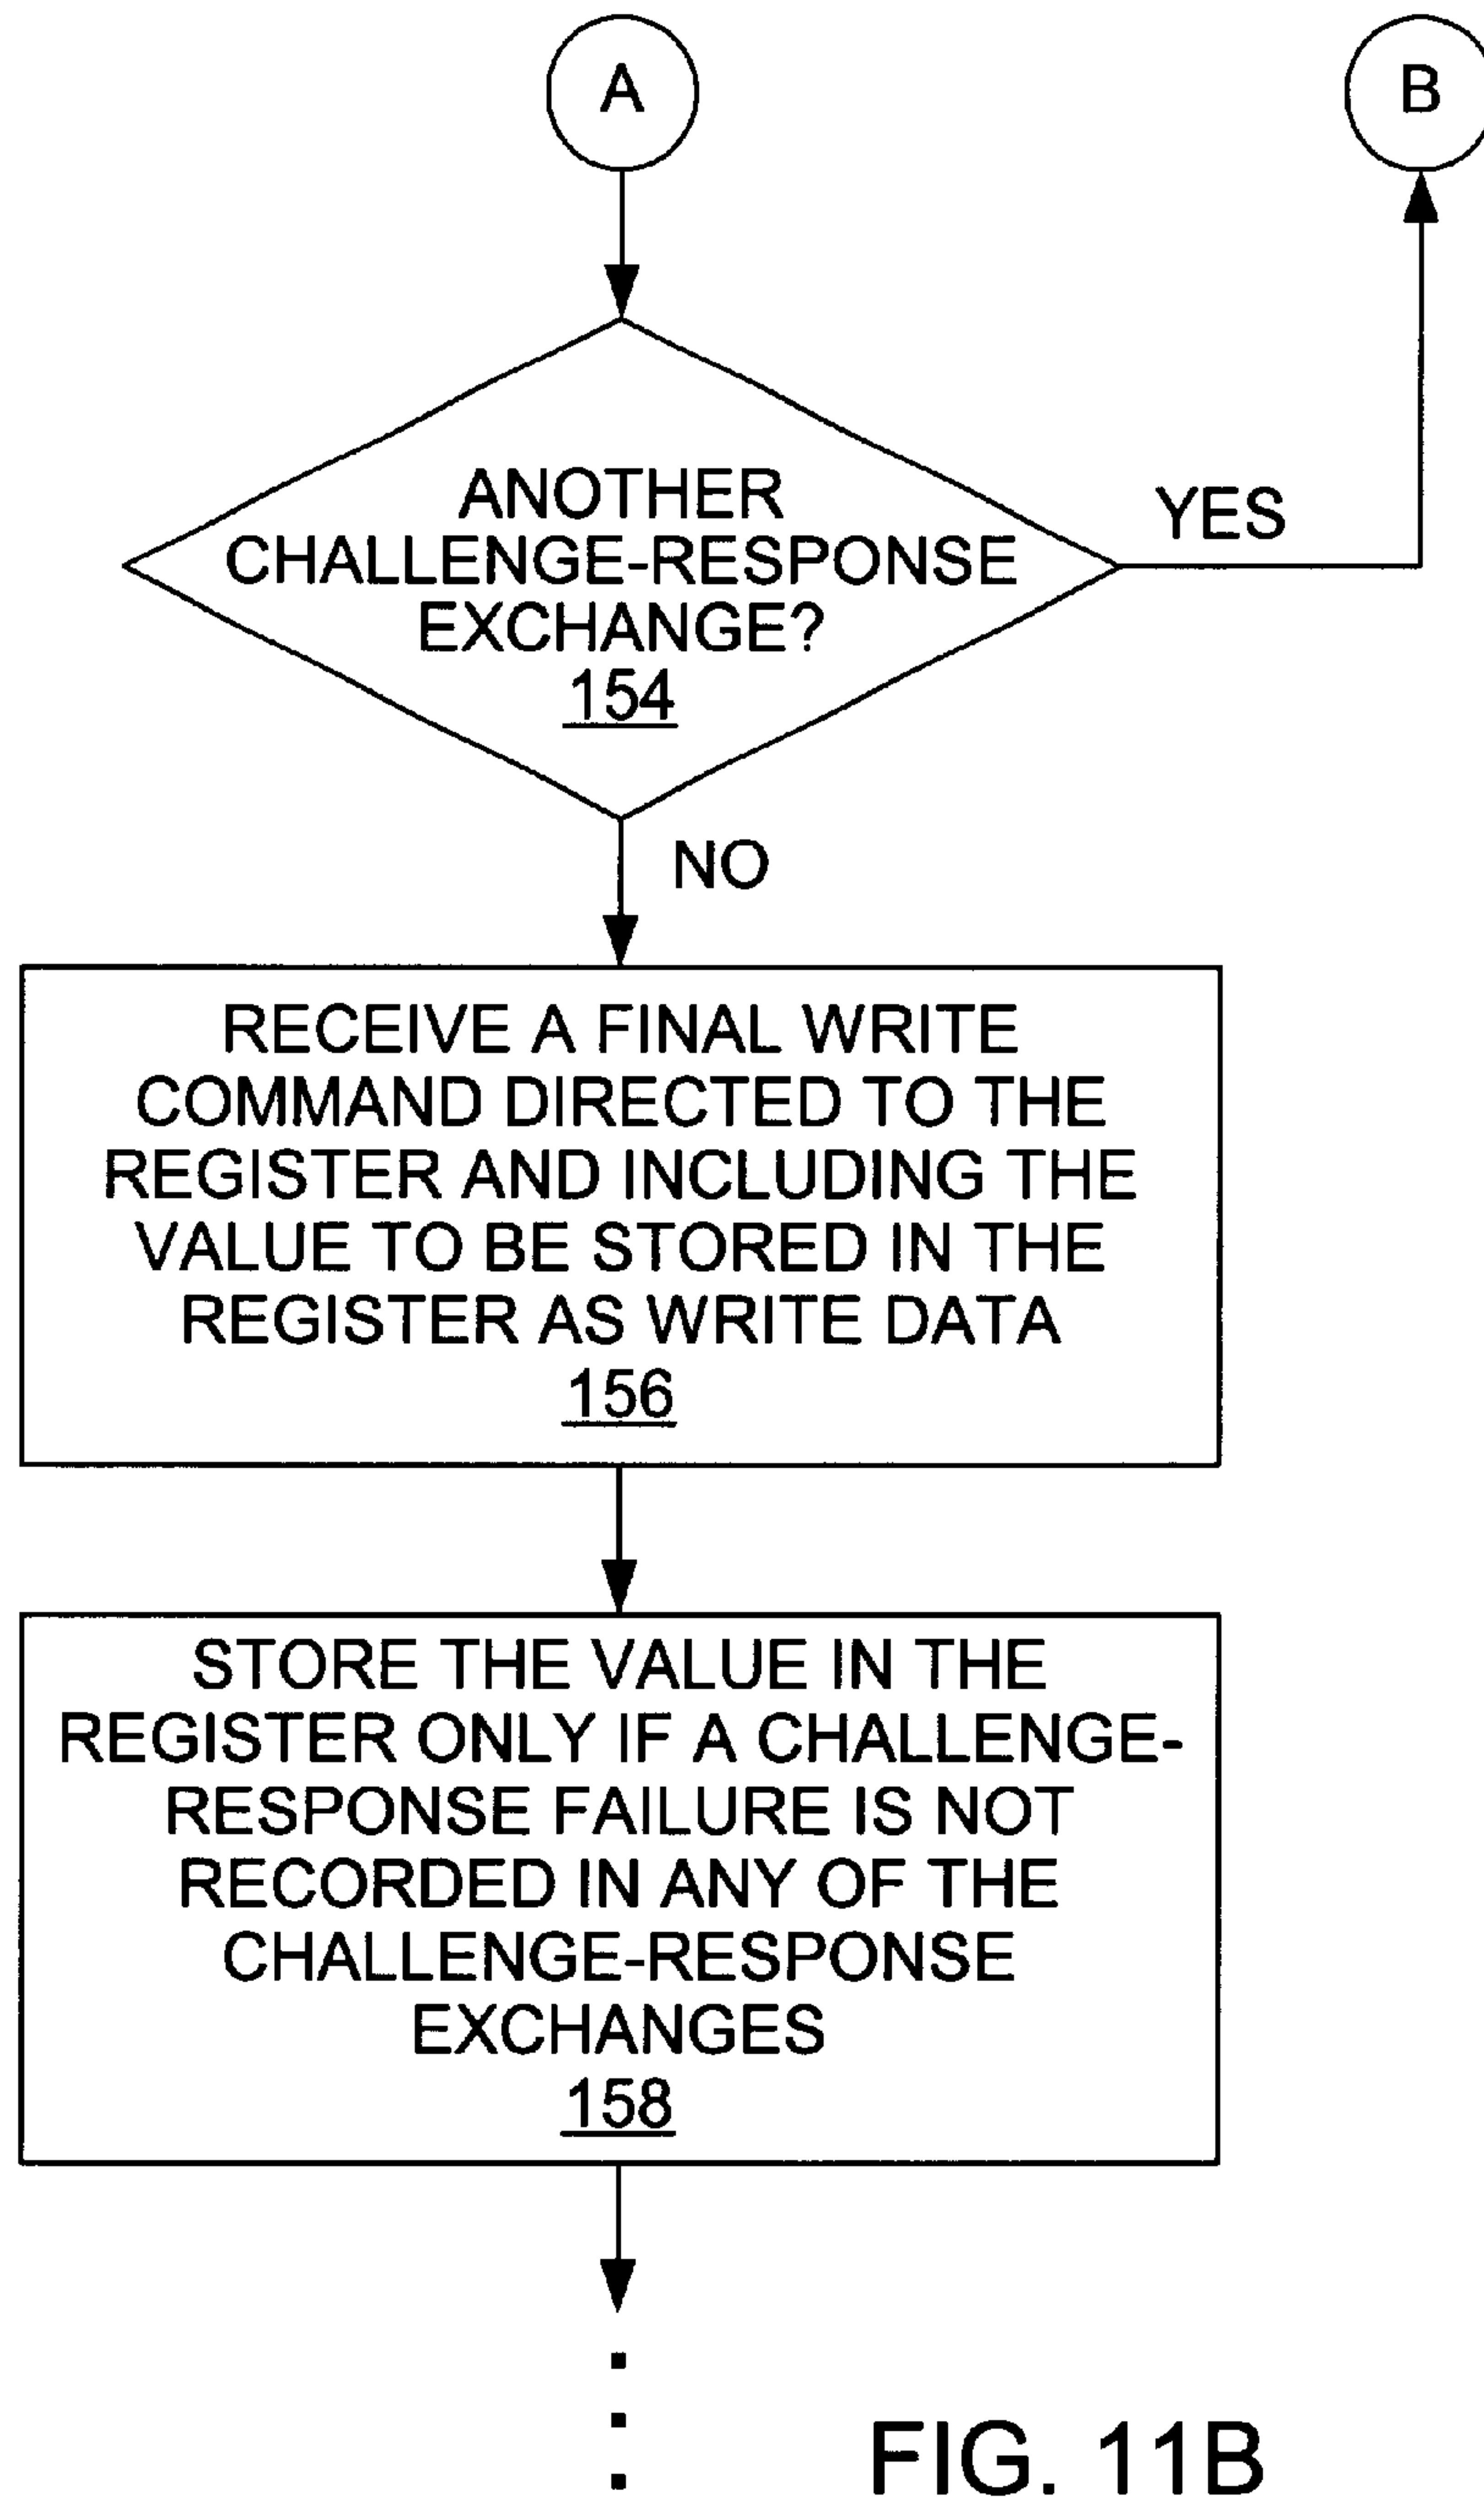 A
B
ANOTHER
CHALLENGE-RESPONSE
EXCHANGE?
154
YES
NO
RECEIVE A FINAL WRITE
COMMAND DIRECTED TO THE
REGISTER AND INCLUDING THE
VALUE TO BE STORED IN THE
REGISTER AS WRITE DATA
156
STORE THE VALUE IN THE
REGISTER ONLY IF A CHALLENGE-
RESPONSE FAILURE IS NOT
RECORDED IN ANY OF THE
CHALLENGE-RESPONSE
EXCHANGES
158
FIG. 11B